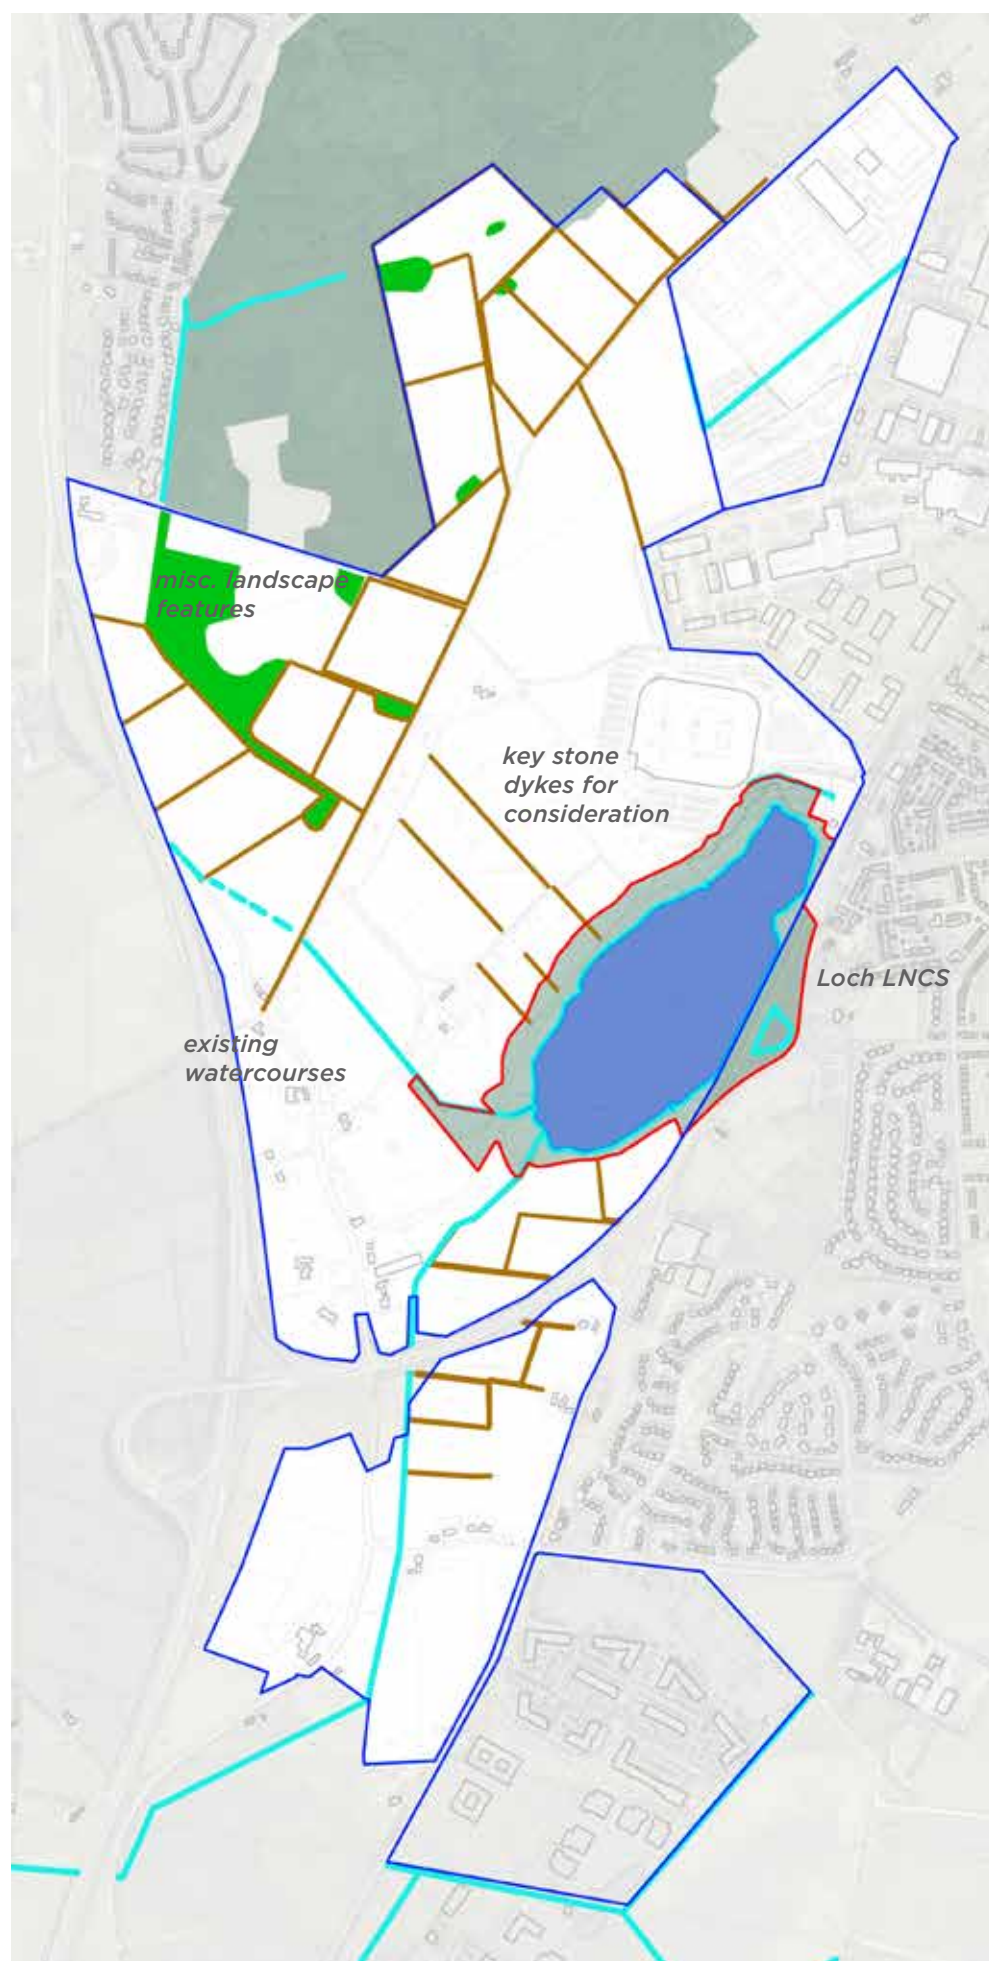 misc. landscape
features
key stone
dykes for
consideration
Loch LNCS
existing
watercourses